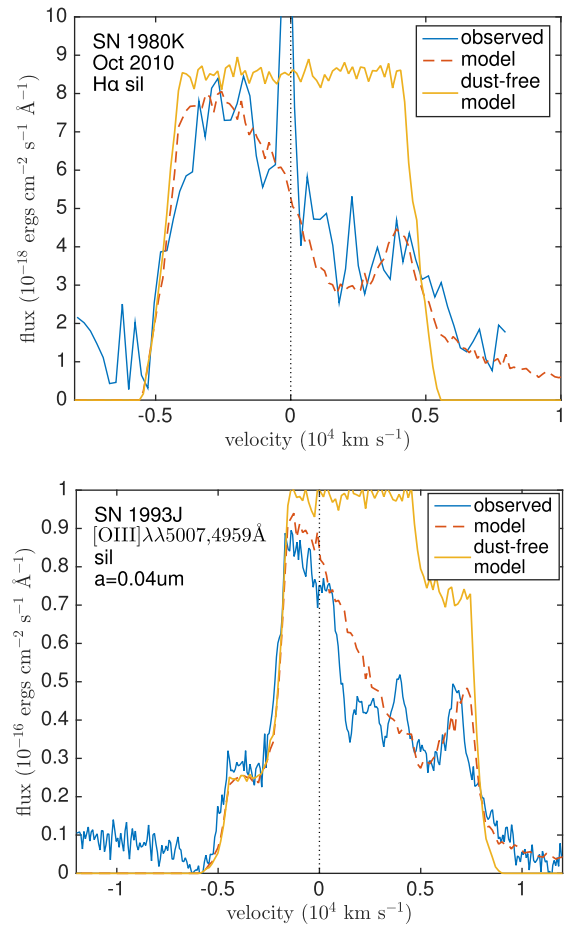 SN 1980K
Oct 2010
Hα sil
observed
model
dust-free
model
10
9
8
7
6
5
4
3
2
1
0
flux (10⁻¹⁸ ergs cm⁻² s⁻¹ Å⁻¹)
-0.5 0 0.5 1
velocity (10⁴ km s⁻¹)
SN 1993J
[OIII]λλ5007,4959Å
sil
a=0.04um
observed
model
dust-free
model
1
0.9
0.8
0.7
0.6
0.5
0.4
0.3
0.2
0.1
0
flux (10⁻¹⁶ ergs cm⁻² s⁻¹ Å⁻¹)
-1 -0.5 0 0.5 1
velocity (10⁴ km s⁻¹)